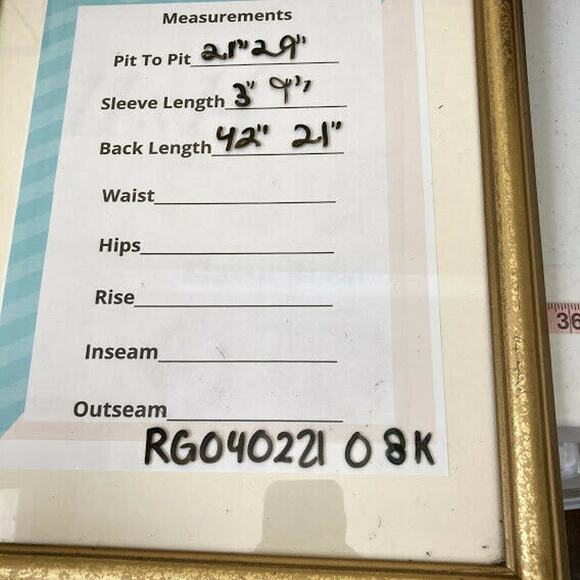 Measurements
Pit To Pit 21" 29"
Sleeve Length 3" 9"
Back Length 42" 21"
Waist
Hips
Rise
Inseam
Outseam
RG040221 08K
36